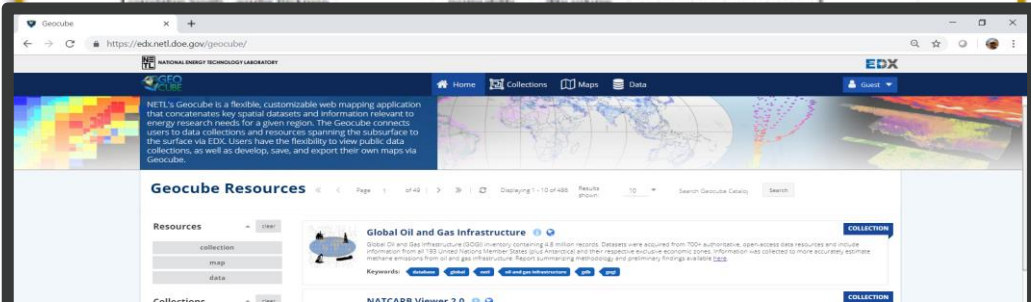 Geocube
https://edx.netl.doe.gov/geocube/
NETL NATIONAL ENERGY TECHNOLOGY LABORATORY
EDX
GEO CUBE
Home Collections Maps Data
Guest
NETL's Geocube is a flexible, customizable web mapping application
that concatenates key spatial datasets and information relevant to
energy research needs for a given region. The Geocube connects
users to data collections and resources spanning the subsurface to
the surface via EDX. Users have the flexibility to view public data
collections, as well as develop, save, and export their own maps via
Geocube.
Geocube Resources
Page 1 of 49 Displaying 1 - 10 of 486 Results shown: 10 Search Geocube Catalog Search
Resources clear
collection
map
data
Collections clear
COLLECTION
Global Oil and Gas Infrastructure
Global Oil and Gas Infrastructure (GOGI) inventory containing 4.8 million records. Datasets were acquired from 700+ authoritative, open-access data resources and include
information from all 193 United Nations Member States (plus Antarctica) and their respective exclusive economic zones. Information was collected to more accurately estimate
methane emissions from oil and gas infrastructure. Report summarizing methodology and preliminary findings available here.
Keywords: database global netl oil and gas infrastructure gdb gogi
NATCARB Viewer 2.0
COLLECTION